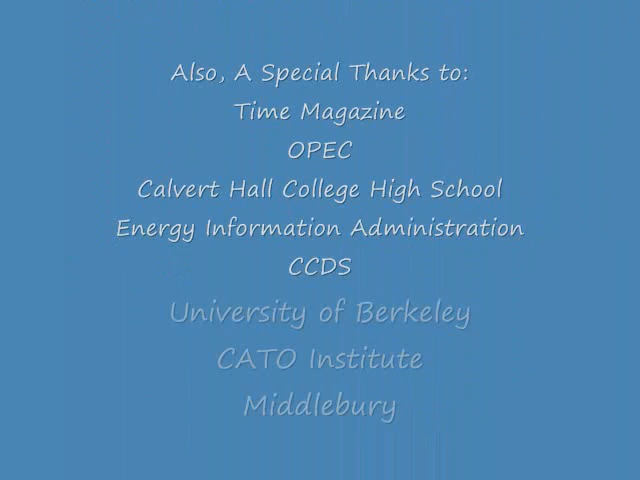 Also, A Special Thanks to:
Time Magazine
OPEC
Calvert Hall College High School
Energy Information Administration
CCDS
University of Berkeley
CATO Institute
Middlebury